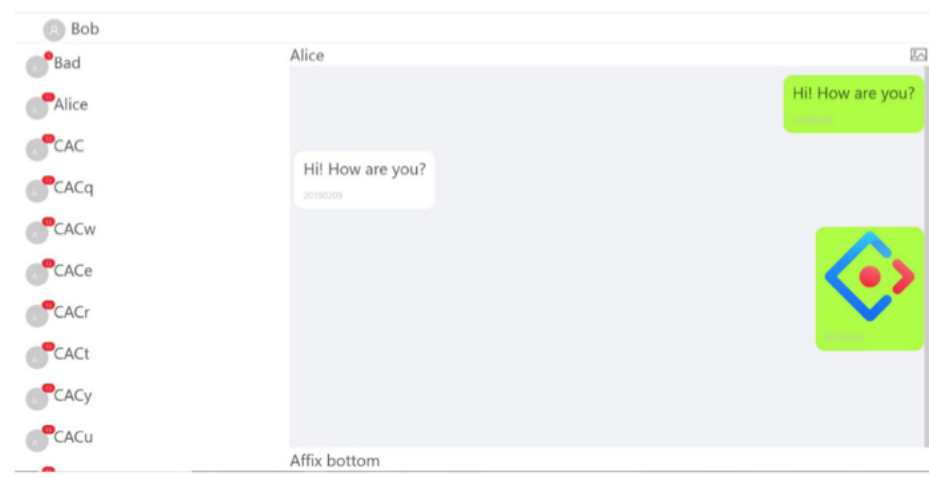 Bob
Bad
Alice
CAC
CACq
CACw
CACe
CACr
CACt
CACy
CACu
Alice
Hi! How are you?
Hi! How are you?
20190209
Affix bottom